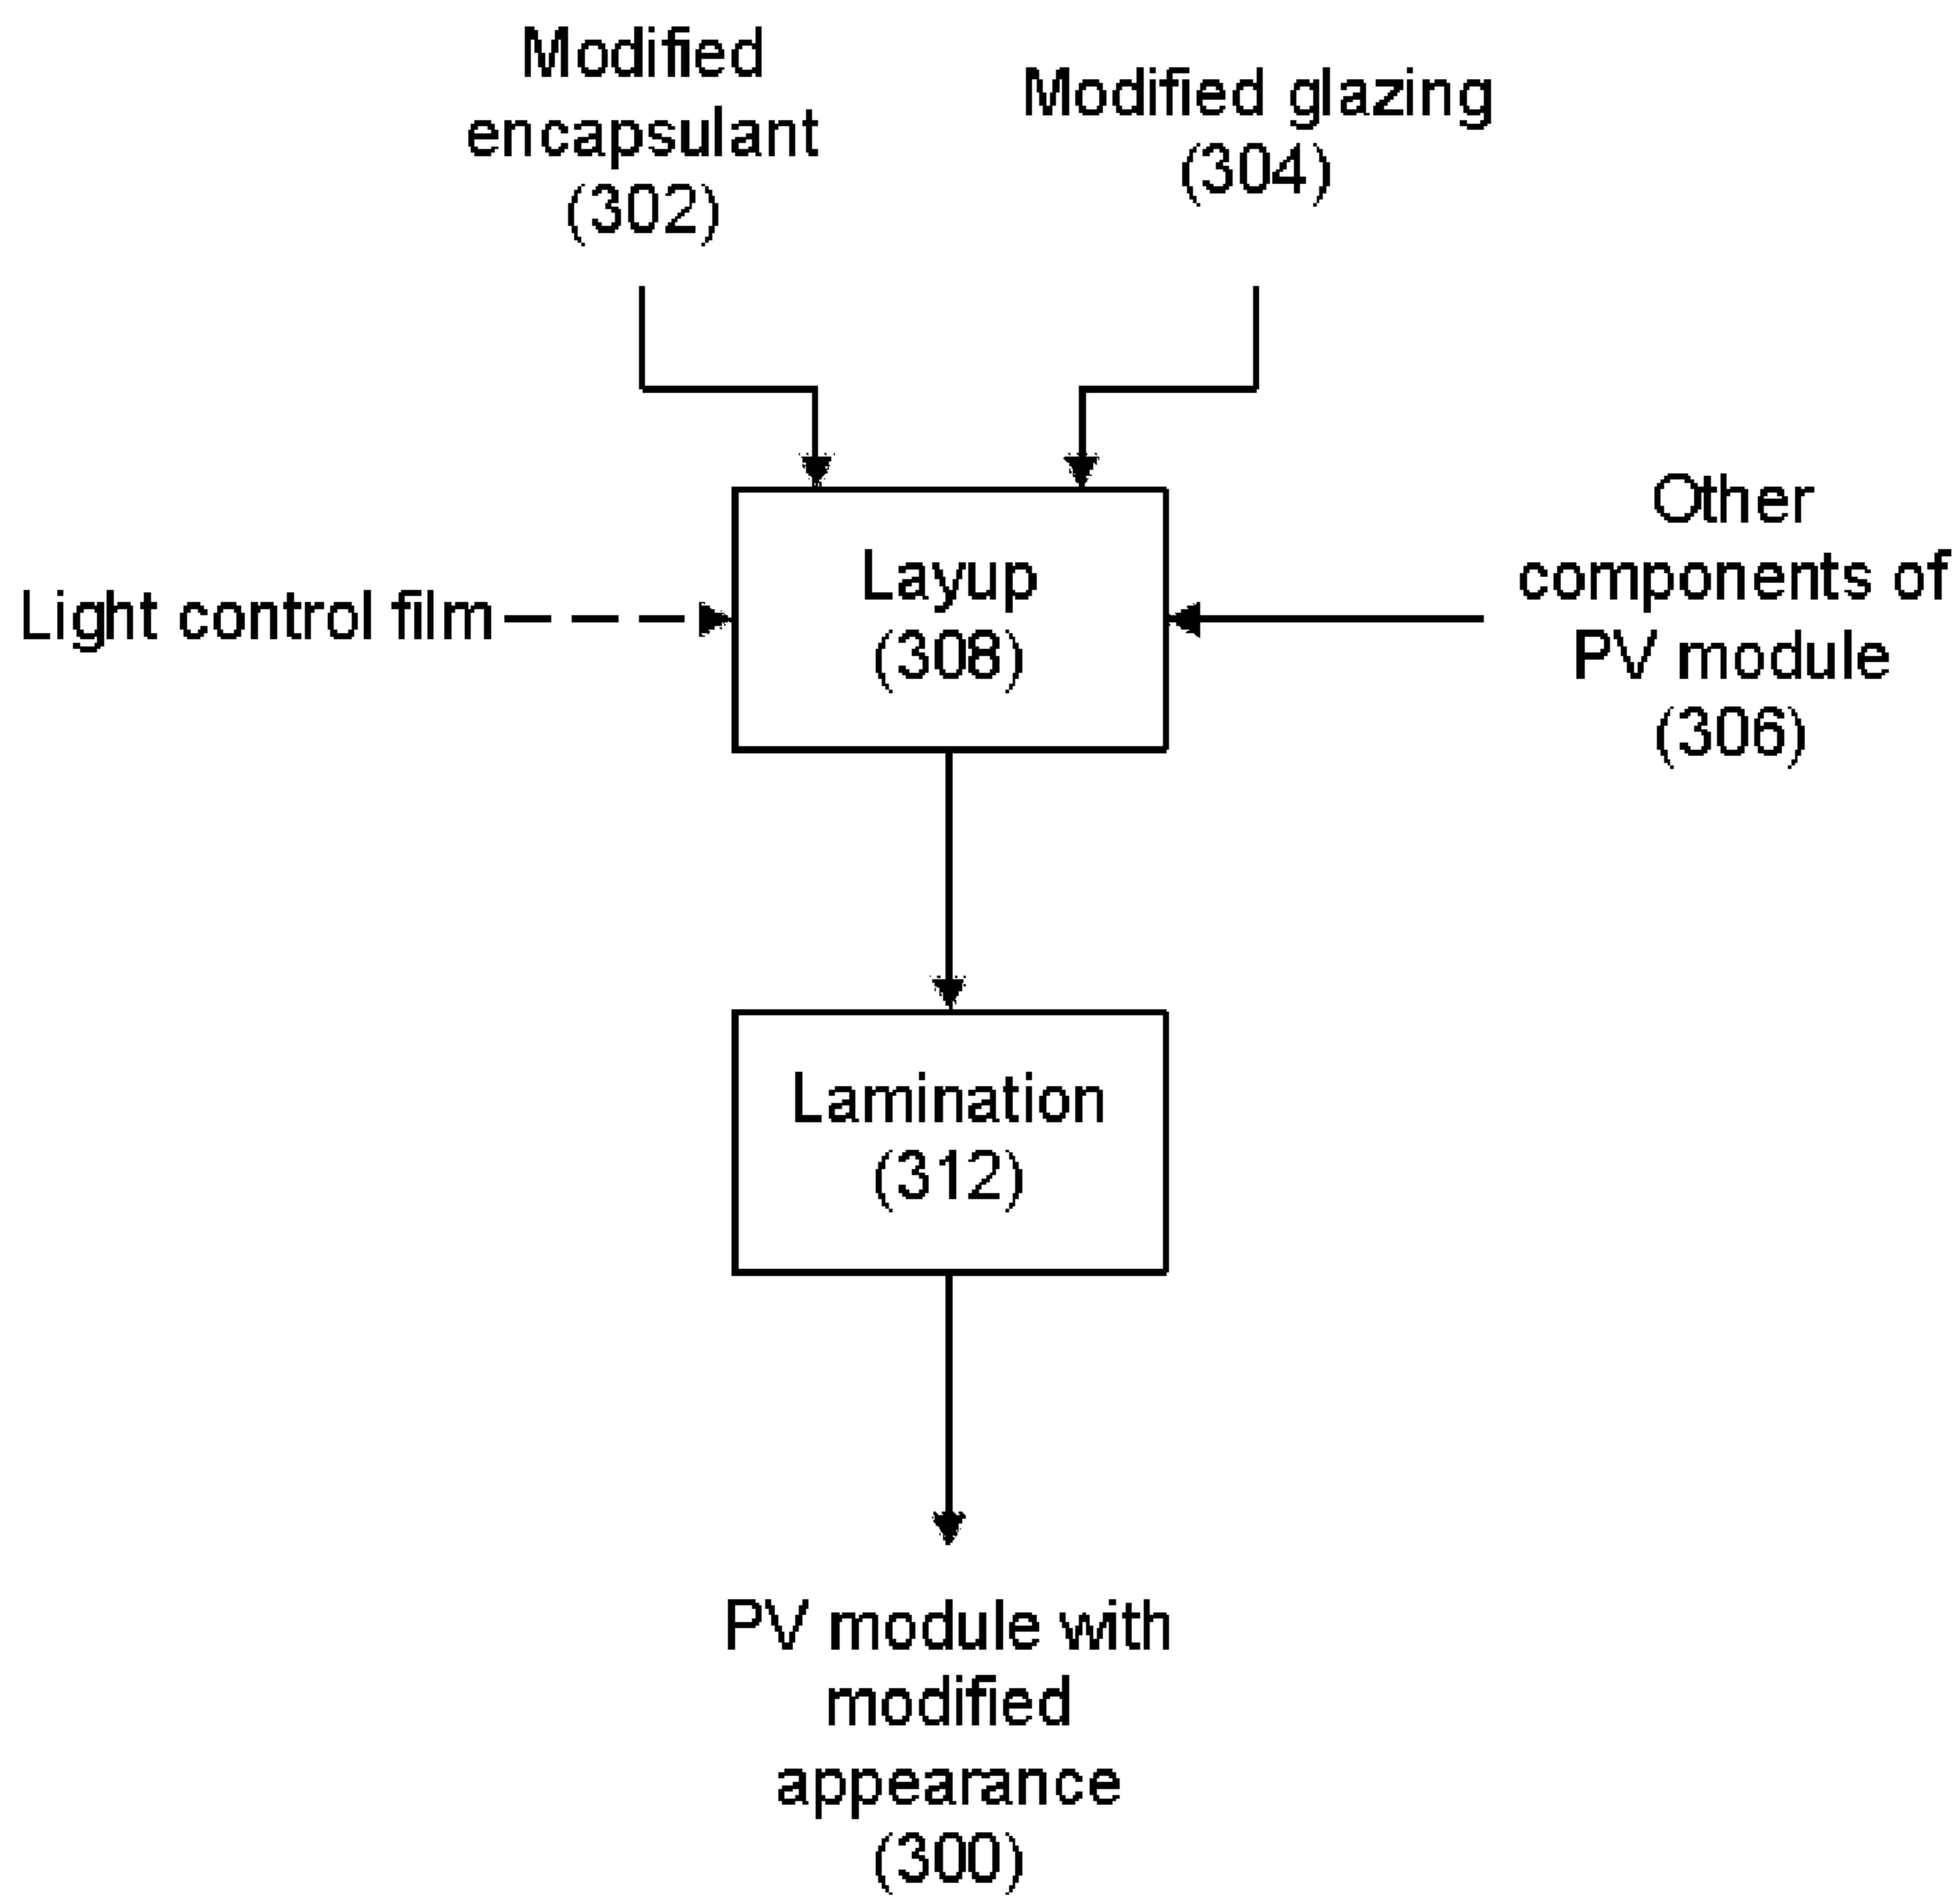 Modified
encapsulant
(302)
Modified glazing
(304)
Other
components of
PV module
(306)
Light control film
Layup
(308)
Lamination
(312)
PV module with
modified
appearance
(300)